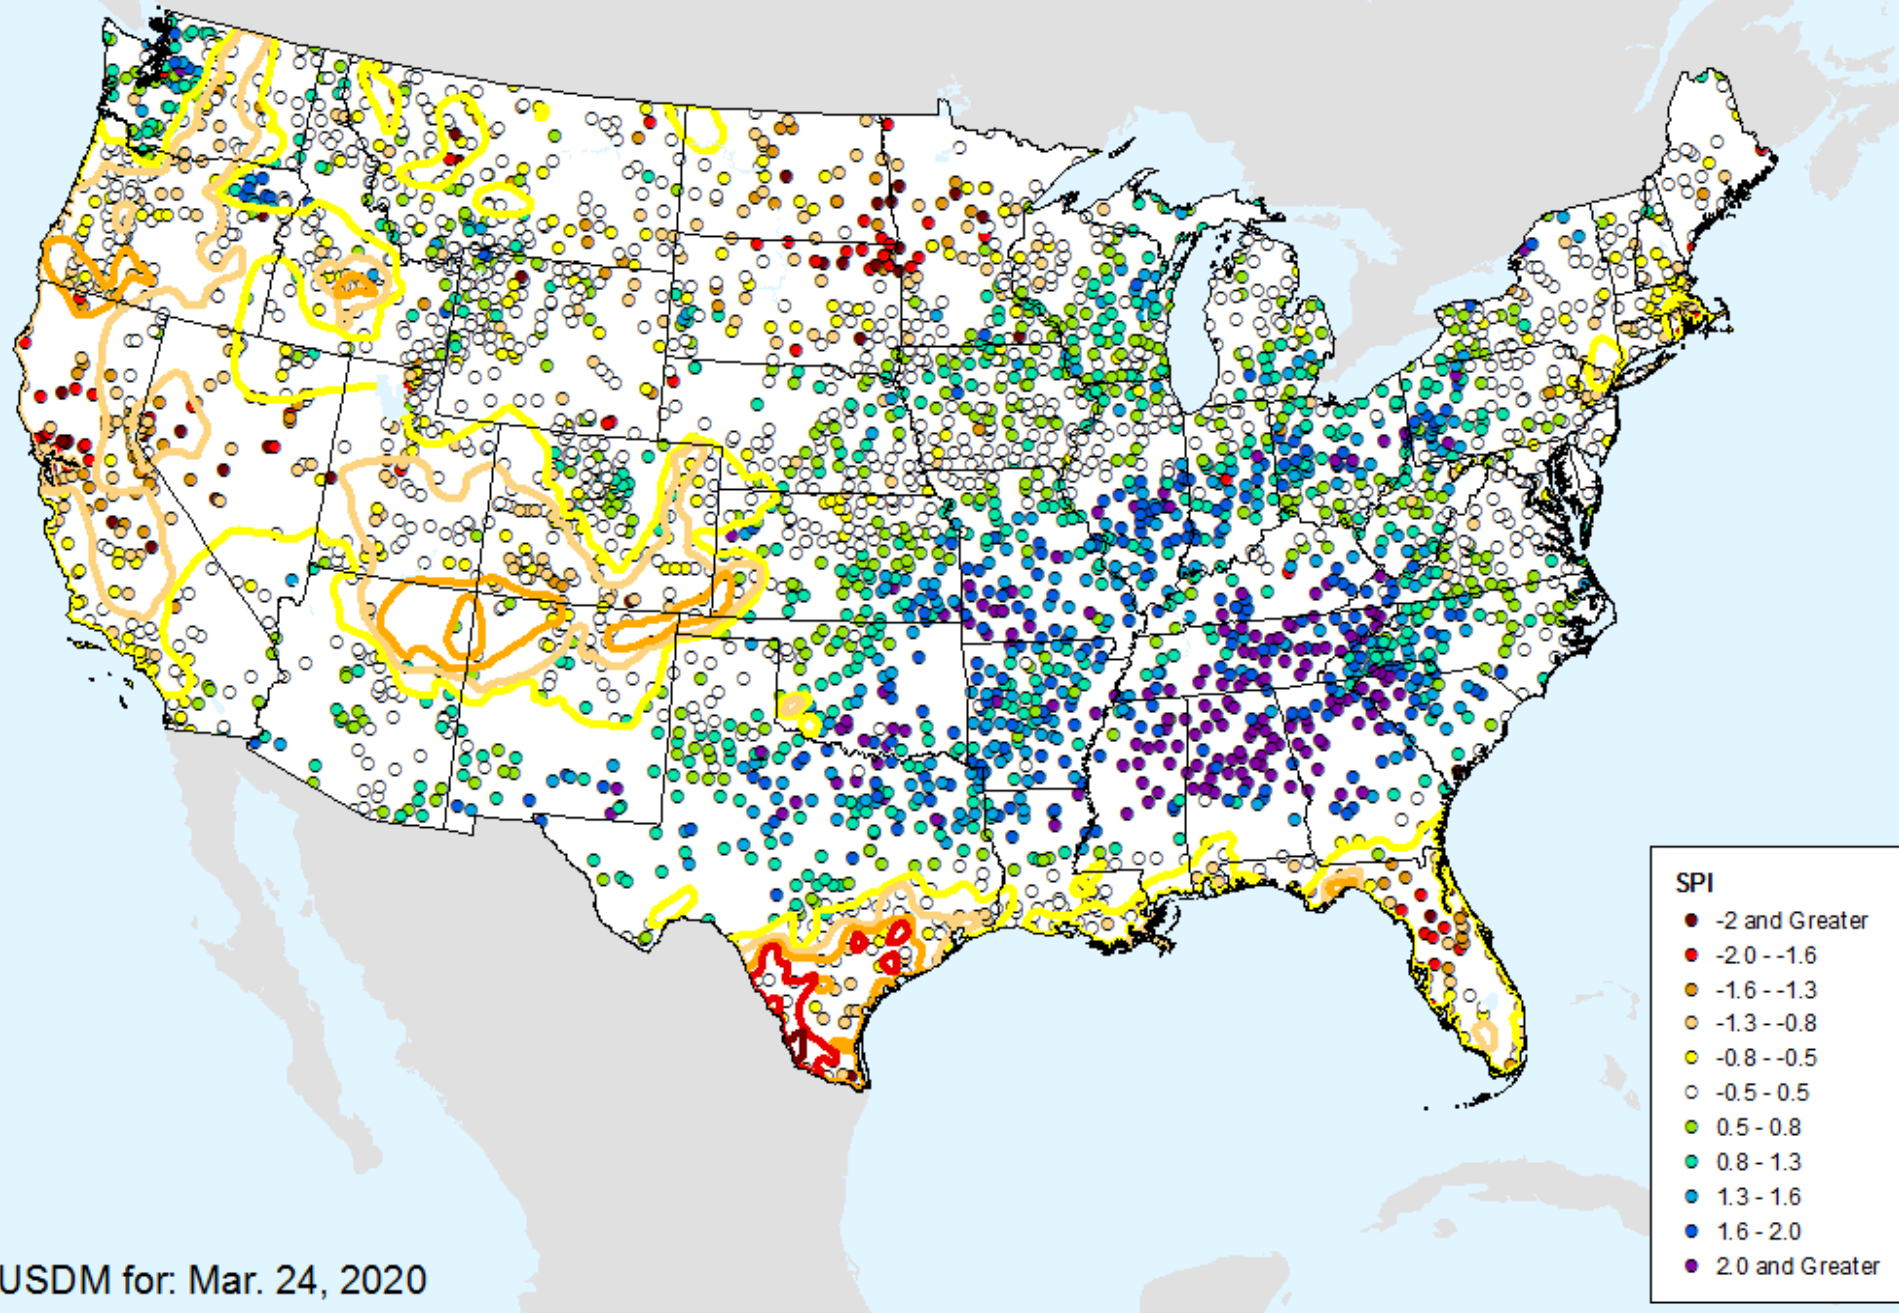 SPI
-2 and Greater
-2.0 - -1.6
-1.6 - -1.3
-1.3 - -0.8
-0.8 - -0.5
-0.5 - 0.5
0.5 - 0.8
0.8 - 1.3
1.3 - 1.6
1.6 - 2.0
2.0 and Greater
USDM for: Mar. 24, 2020